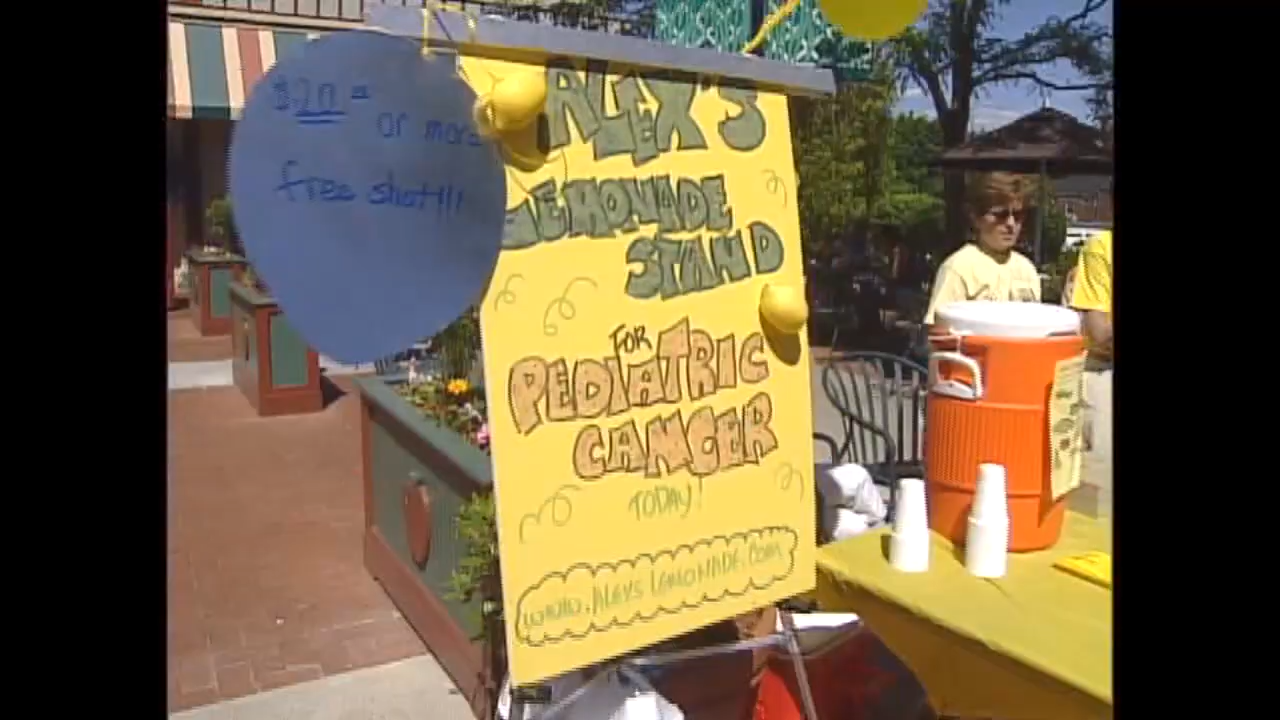 $20 =
or more
free shot!!!
ALEX'S
LEMONADE
STAND
FOR
PEDIATRIC
CANCER
TODAY!
www.ALEXSLEMONADE.COM